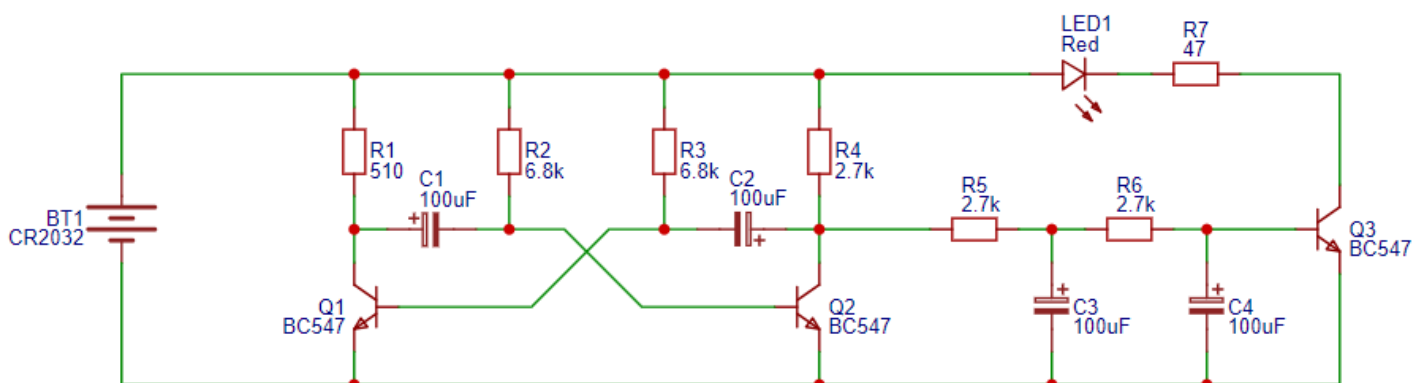 LED1
Red
R7
47
R1
510
R2
6.8k
R3
6.8k
R4
2.7k
C1
100uF
+
C2
100uF
+
R5
2.7k
R6
2.7k
BT1
CR2032
Q3
BC547
Q1
BC547
Q2
BC547
+
C3
100uF
+
C4
100uF